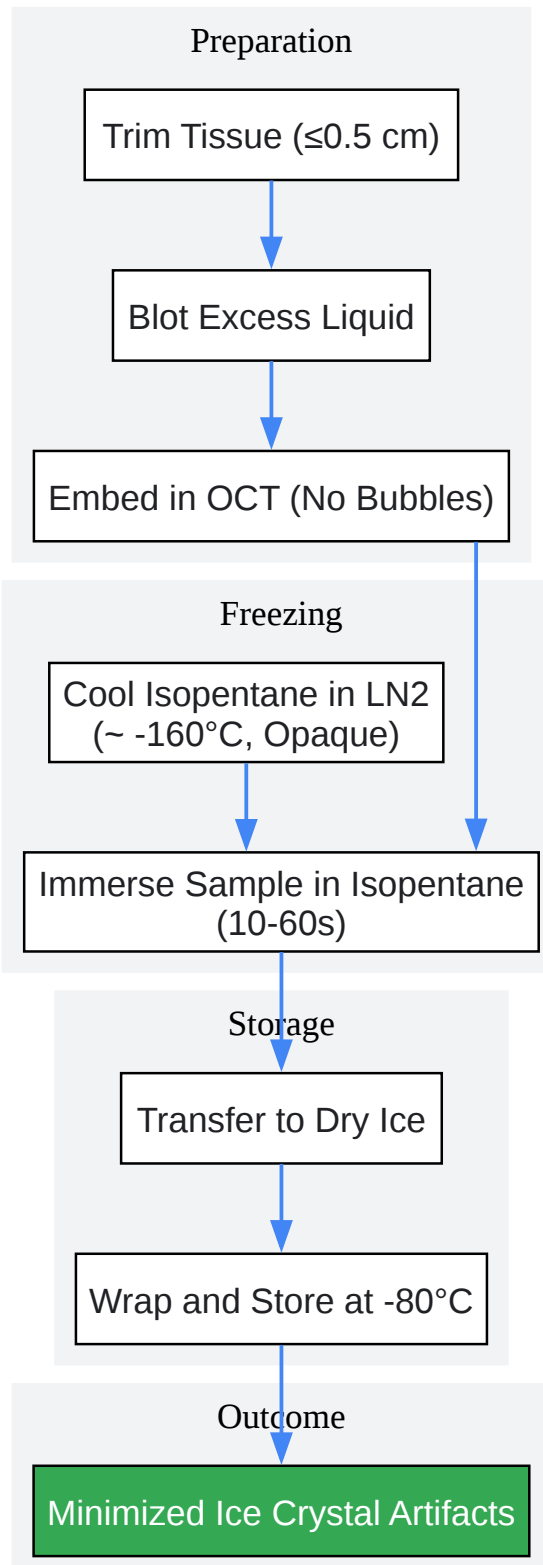 Preparation
Trim Tissue (≤0.5 cm)
Blot Excess Liquid
Embed in OCT (No Bubbles)
Freezing
Cool Isopentane in LN2
(~ -160°C, Opaque)
Immerse Sample in Isopentane
(10-60s)
Storage
Transfer to Dry Ice
Wrap and Store at -80°C
Outcome
Minimized Ice Crystal Artifacts